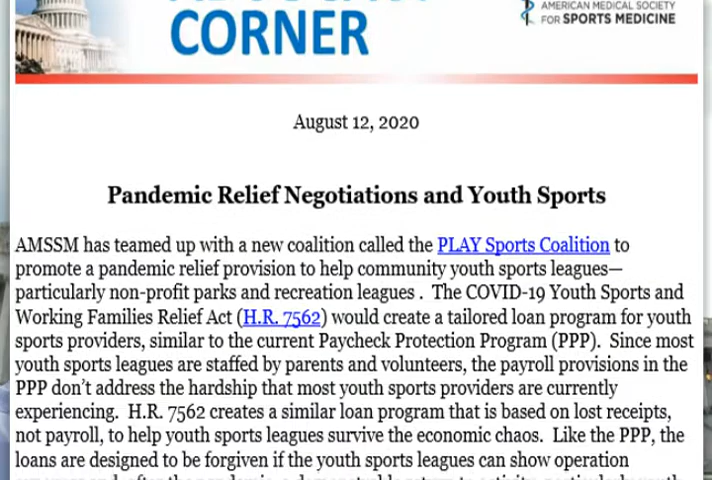 CORNER
AMERICAN MEDICAL SOCIETY
FOR SPORTS MEDICINE
August 12, 2020
Pandemic Relief Negotiations and Youth Sports
AMSSM has teamed up with a new coalition called the PLAY Sports Coalition to
promote a pandemic relief provision to help community youth sports leagues—
particularly non-profit parks and recreation leagues . The COVID-19 Youth Sports and
Working Families Relief Act (H.R. 7562) would create a tailored loan program for youth
sports providers, similar to the current Paycheck Protection Program (PPP). Since most
youth sports leagues are staffed by parents and volunteers, the payroll provisions in the
PPP don’t address the hardship that most youth sports providers are currently
experiencing. H.R. 7562 creates a similar loan program that is based on lost receipts,
not payroll, to help youth sports leagues survive the economic chaos. Like the PPP, the
loans are designed to be forgiven if the youth sports leagues can show operation